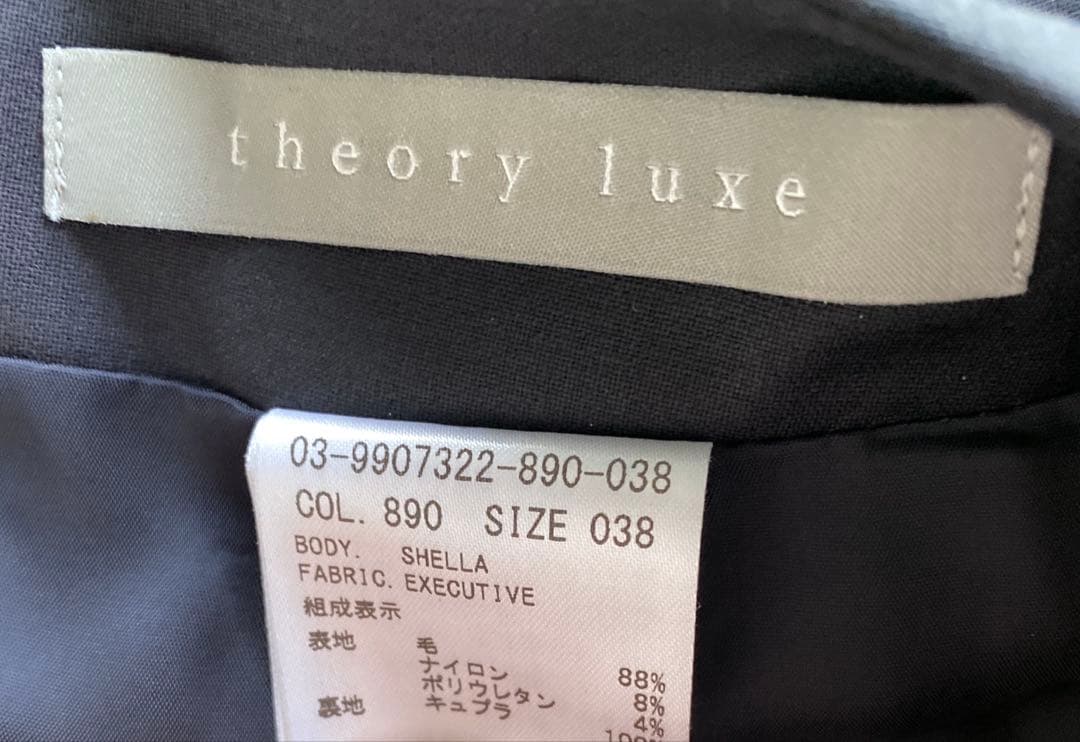 theory luxe
03-9907322-890-038
COL. 890 SIZE 038
BODY. SHELLA
FABRIC. EXECUTIVE
組成表示
表地 毛 88%
ナイロン 8%
ポリウレタン 4%
裏地 キュプラ 100%